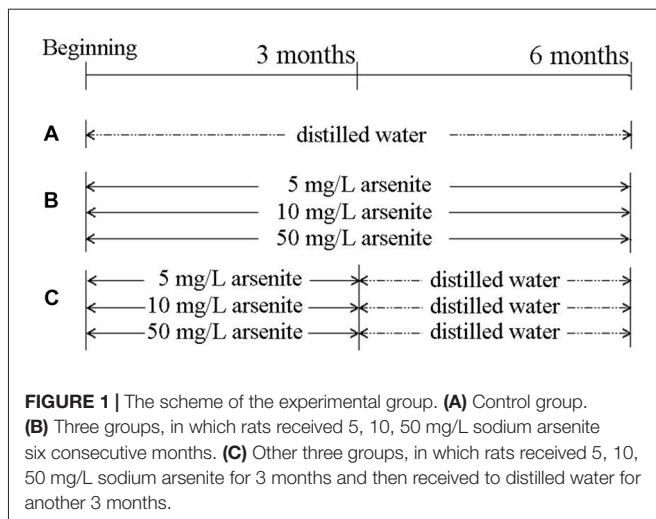 Beginning 3 months 6 months
A distilled water
5 mg/L arsenite
B 10 mg/L arsenite
50 mg/L arsenite
5 mg/L arsenite distilled water
C 10 mg/L arsenite distilled water
50 mg/L arsenite distilled water
FIGURE 1 | The scheme of the experimental group. (A) Control group.
(B) Three groups, in which rats received 5, 10, 50 mg/L sodium arsenite
six consecutive months. (C) Other three groups, in which rats received 5, 10,
50 mg/L sodium arsenite for 3 months and then received to distilled water for
another 3 months.